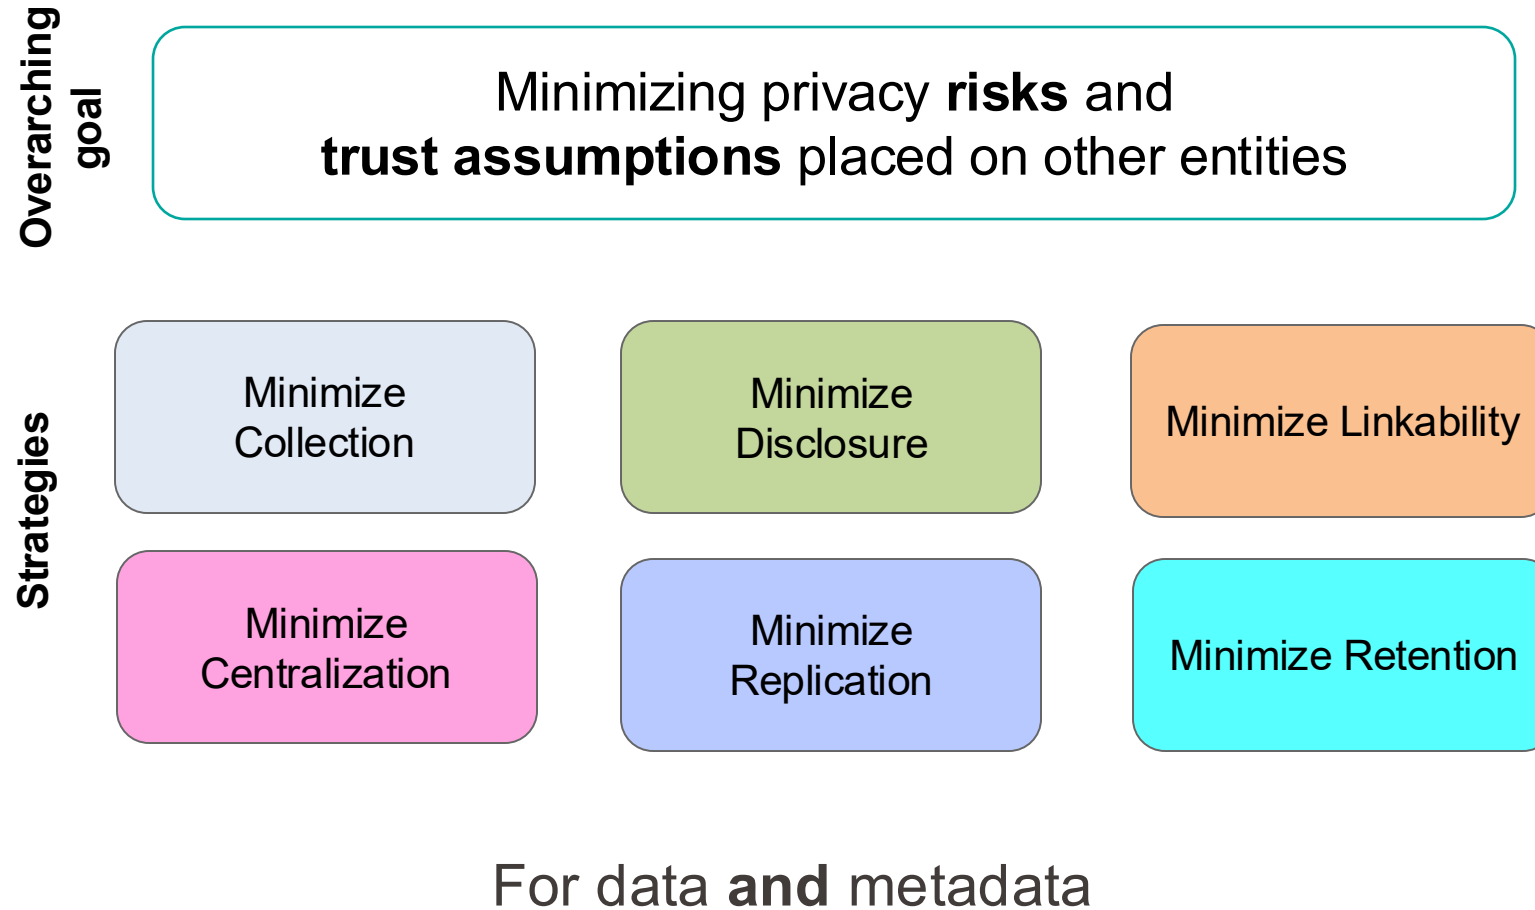 Overarching
goal
Minimizing privacy risks and
trust assumptions placed on other entities
Strategies
Minimize
Collection
Minimize
Disclosure
Minimize Linkability
Minimize
Centralization
Minimize
Replication
Minimize Retention
For data and metadata